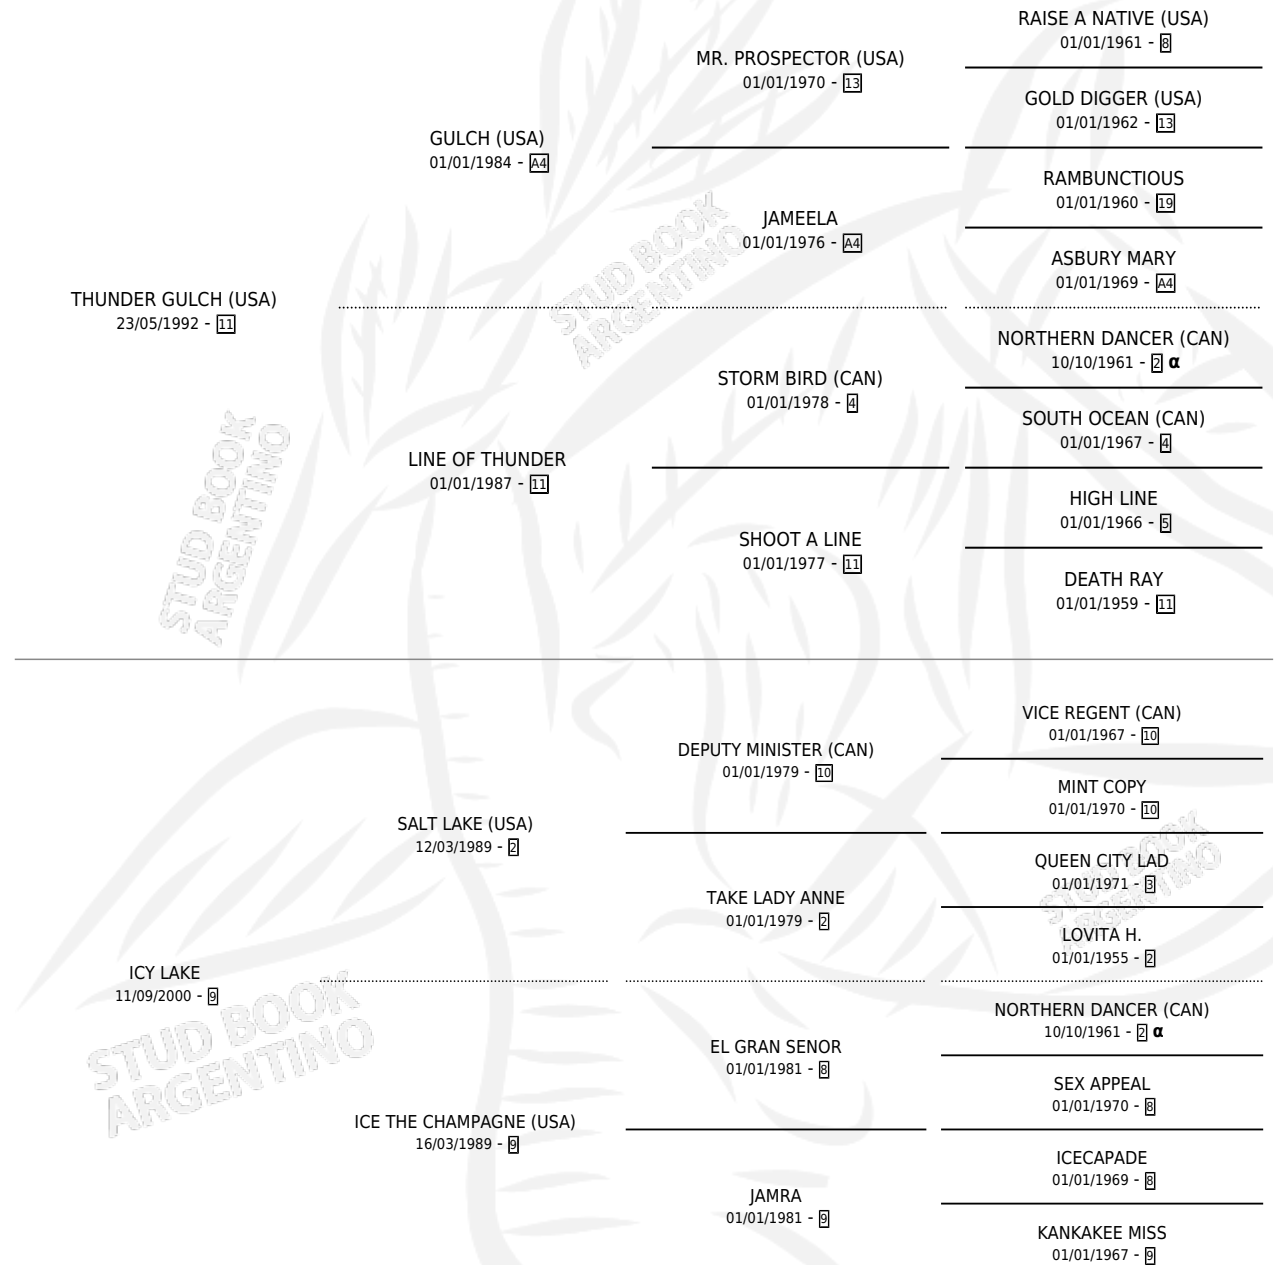 RAISE A NATIVE (USA)
01/01/1961 - 8
MR. PROSPECTOR (USA)
01/01/1970 - 13
GOLD DIGGER (USA)
01/01/1962 - 13
GULCH (USA)
01/01/1984 - A4
RAMBUNCTIOUS
01/01/1960 - 19
JAMEELA
01/01/1976 - A4
ASBURY MARY
01/01/1969 - A4
STUD BOOK
ARGENTINO
THUNDER GULCH (USA)
23/05/1992 - 11
NORTHERN DANCER (CAN)
10/10/1961 - 2 α
STORM BIRD (CAN)
01/01/1978 - 4
SOUTH OCEAN (CAN)
01/01/1967 - 4
LINE OF THUNDER
01/01/1987 - 11
HIGH LINE
01/01/1966 - 5
SHOOT A LINE
01/01/1977 - 11
DEATH RAY
01/01/1959 - 11
STUD BOOK
ARGENTINO
VICE REGENT (CAN)
01/01/1967 - 10
DEPUTY MINISTER (CAN)
01/01/1979 - 10
MINT COPY
01/01/1970 - 10
SALT LAKE (USA)
12/03/1989 - 2
QUEEN CITY LAD
01/01/1971 - 3
TAKE LADY ANNE
01/01/1979 - 2
LOVITA H.
01/01/1955 - 2
STUD BOOK
ARGENTINO
ICY LAKE
11/09/2000 - 9
NORTHERN DANCER (CAN)
10/10/1961 - 2 α
EL GRAN SENOR
01/01/1981 - 8
SEX APPEAL
01/01/1970 - 8
STUD BOOK
ARGENTINO
ICE THE CHAMPAGNE (USA)
16/03/1989 - 9
ICECAPADE
01/01/1969 - 8
JAMRA
01/01/1981 - 9
KANKAKEE MISS
01/01/1967 - 9